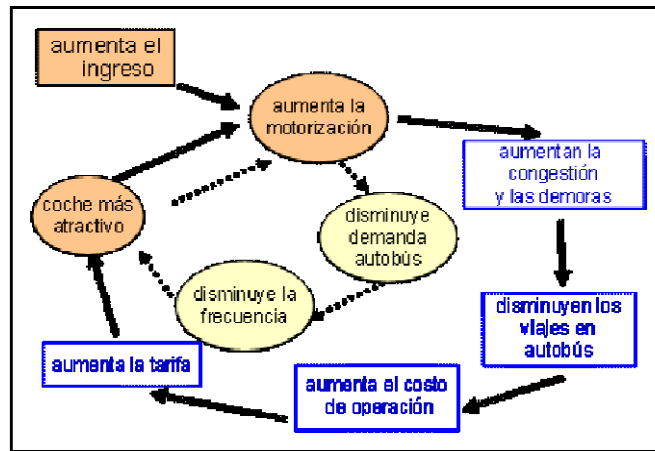 aumenta el
ingreso
aumenta la
motorización
aumentan la
congestión
y las demoras
coche más
atractivo
disminuye
demanda
autobús
disminuye la
frecuencia
disminuyen los
viajes en
autobús
aumenta la tarifa
aumenta el costo
de operación